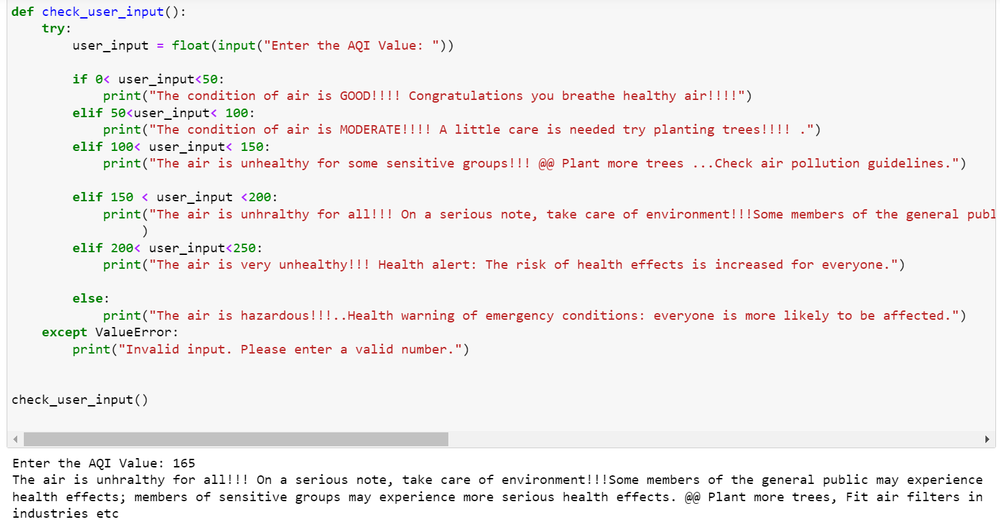 def check_user_input():
    try:
        user_input = float(input("Enter the AQI Value: "))
        if 0< user_input<50:
            print("The condition of air is GOOD!!!! Congratulations you breathe healthy air!!!!")
        elif 50<user_input< 100:
            print("The condition of air is MODERATE!!!! A little care is needed try planting trees!!!! .")
        elif 100< user_input< 150:
            print("The air is unhealthy for some sensitive groups!!! @@ Plant more trees ...Check air pollution guidelines.")
        elif 150 < user_input <200:
            print("The air is unhralthy for all!!! On a serious note, take care of environment!!!Some members of the general publ
                 )
        elif 200< user_input<250:
            print("The air is very unhealthy!!! Health alert: The risk of health effects is increased for everyone.")
        else:
            print("The air is hazardous!!!..Health warning of emergency conditions: everyone is more likely to be affected.")
    except ValueError:
        print("Invalid input. Please enter a valid number.")
check_user_input()
Enter the AQI Value: 165
The air is unhralthy for all!!! On a serious note, take care of environment!!!Some members of the general public may experience
health effects; members of sensitive groups may experience more serious health effects. @@ Plant more trees, Fit air filters in
industries etc